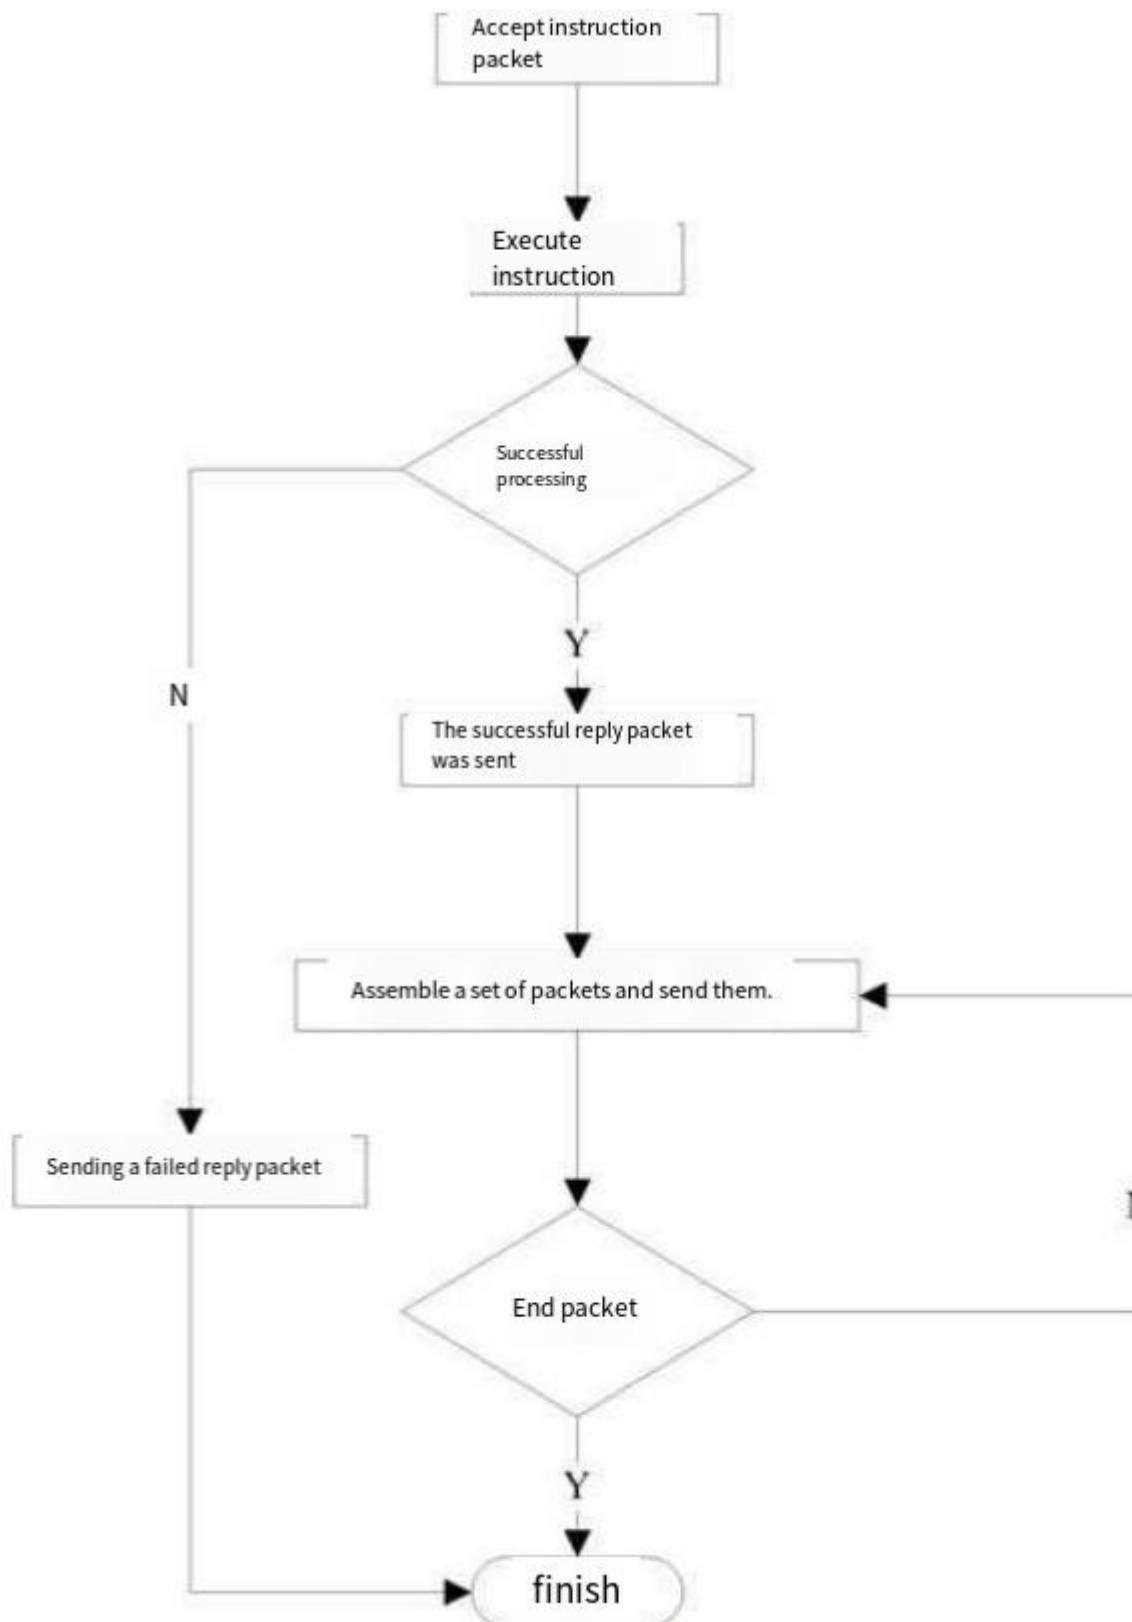 Accept instruction
packet
Execute
instruction
Successful
processing
Y
N
The successful reply packet
was sent
Assemble a set of packets and send them.
Sending a failed reply packet
End packet
Y
finish